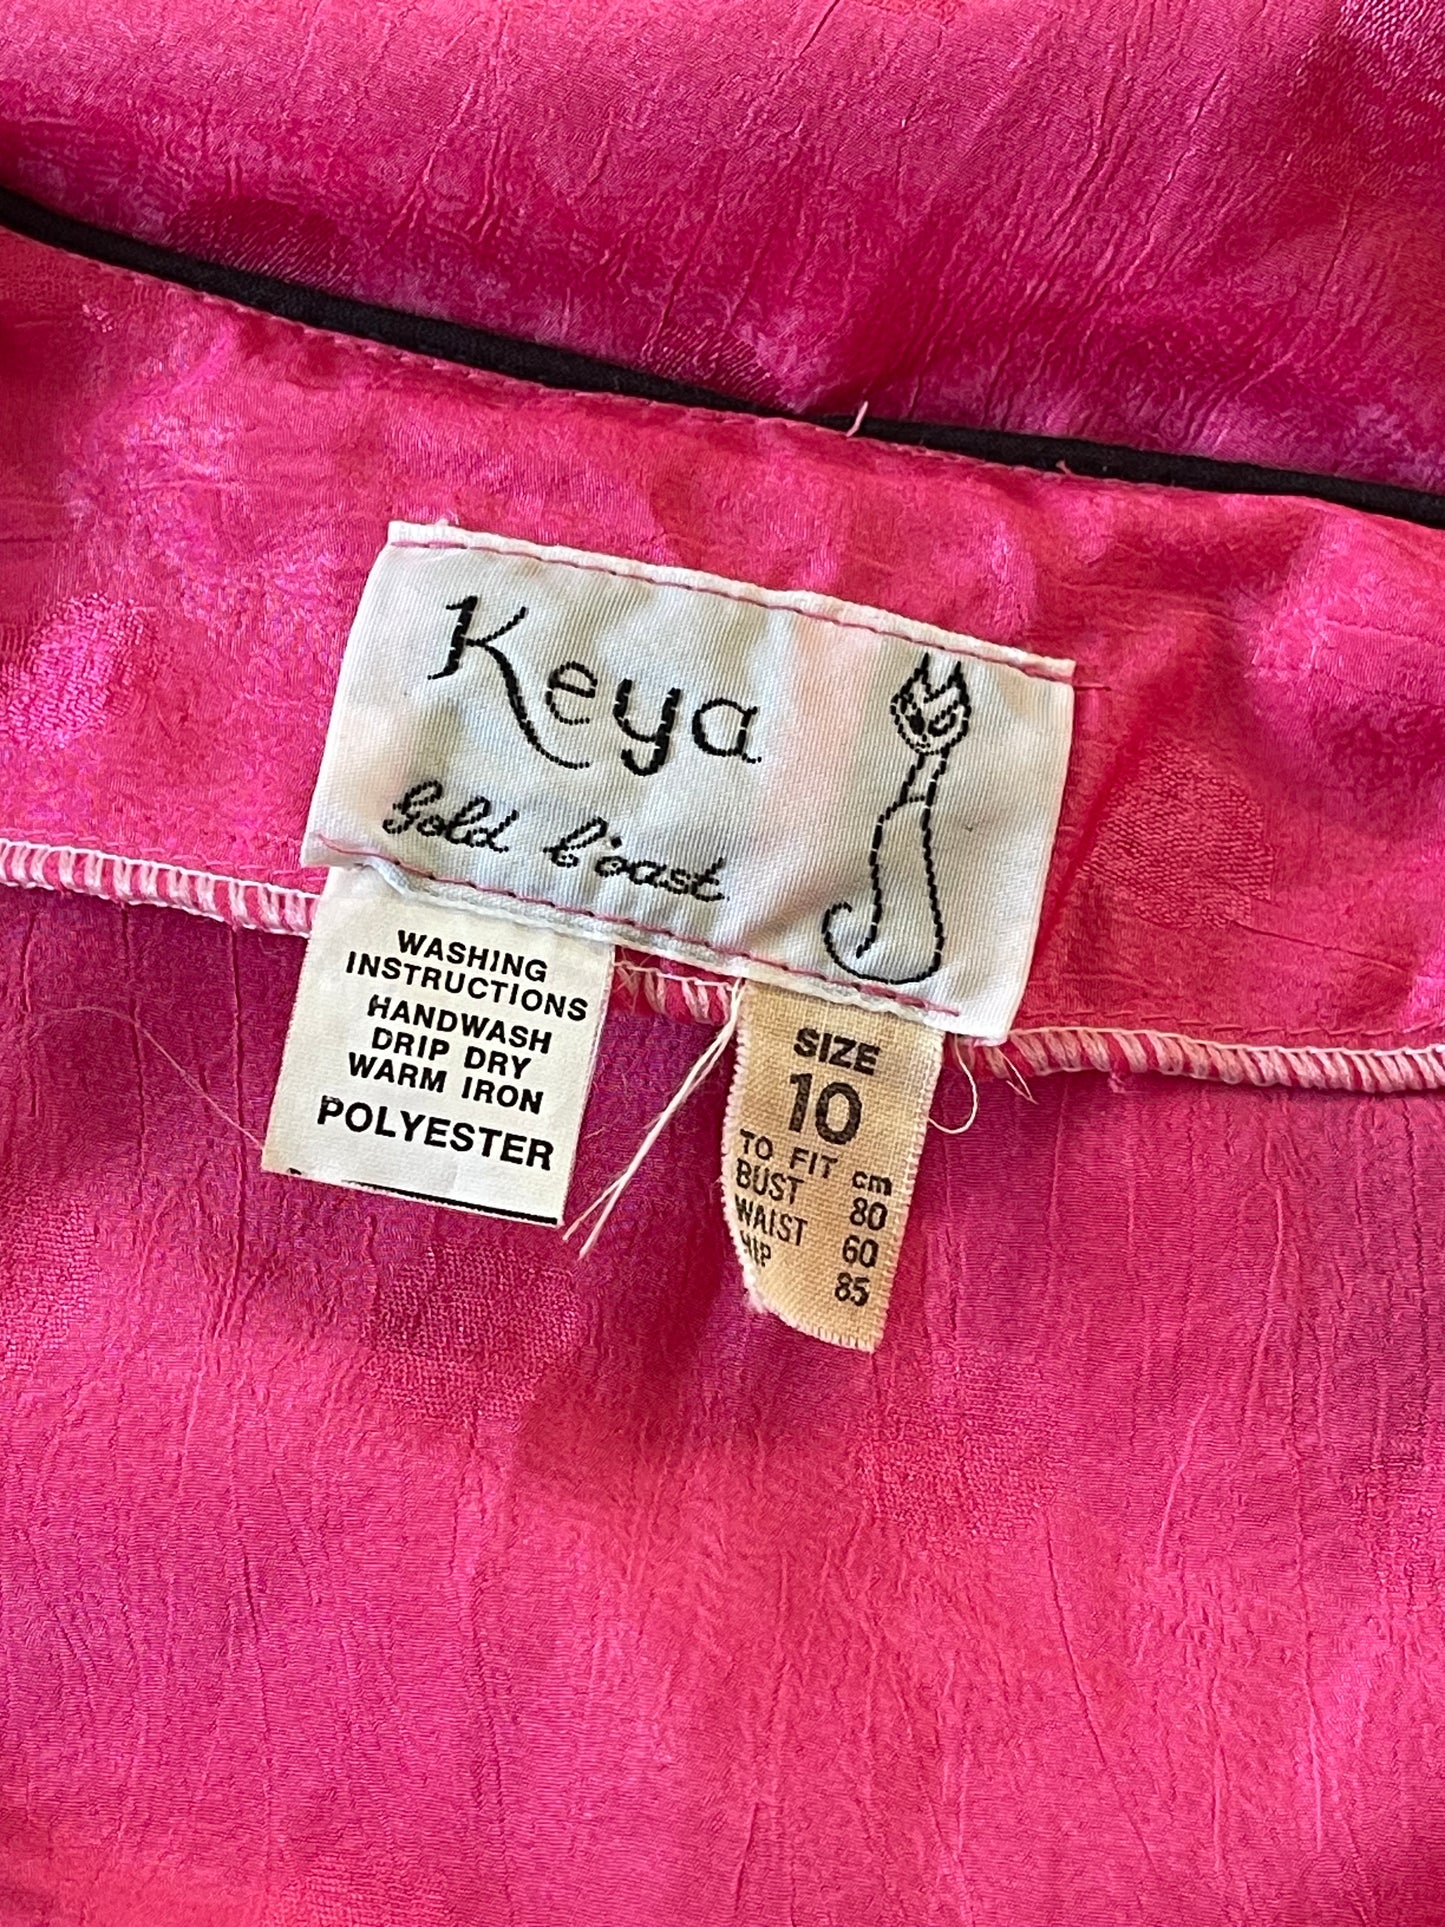 Keya
Gold Coast
WASHING
INSTRUCTIONS
HANDWASH
DRIP DRY
WARM IRON
POLYESTER
SIZE
10
TO FIT cm
BUST 80
WAIST 60
HIP 85